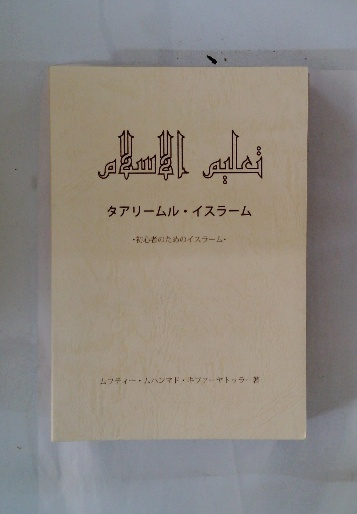 تعليم الإسلام
タアリームル・イスラーム
-初心者のためのイスラーム-
ムフティー・ムハンマド・キファーヤトゥッラー著